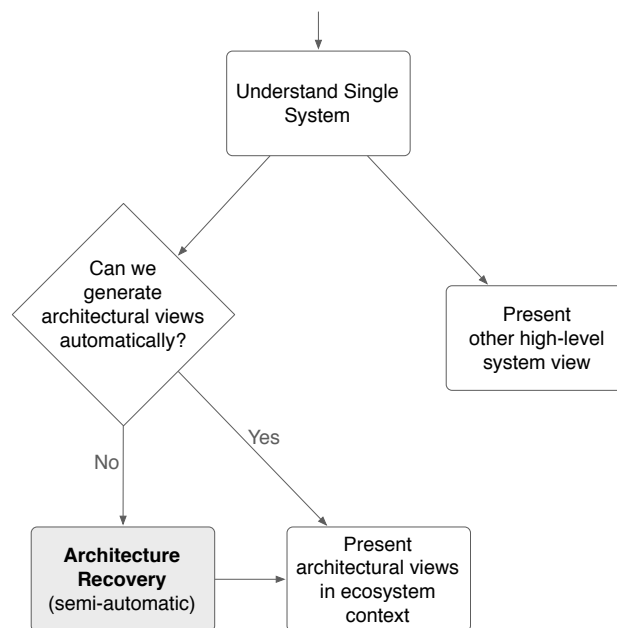 Understand Single
System
Can we
generate
architectural views
automatically?
Present
other high-level
system view
No
Yes
Architecture
Recovery
(semi-automatic)
Present
architectural views
in ecosystem
context